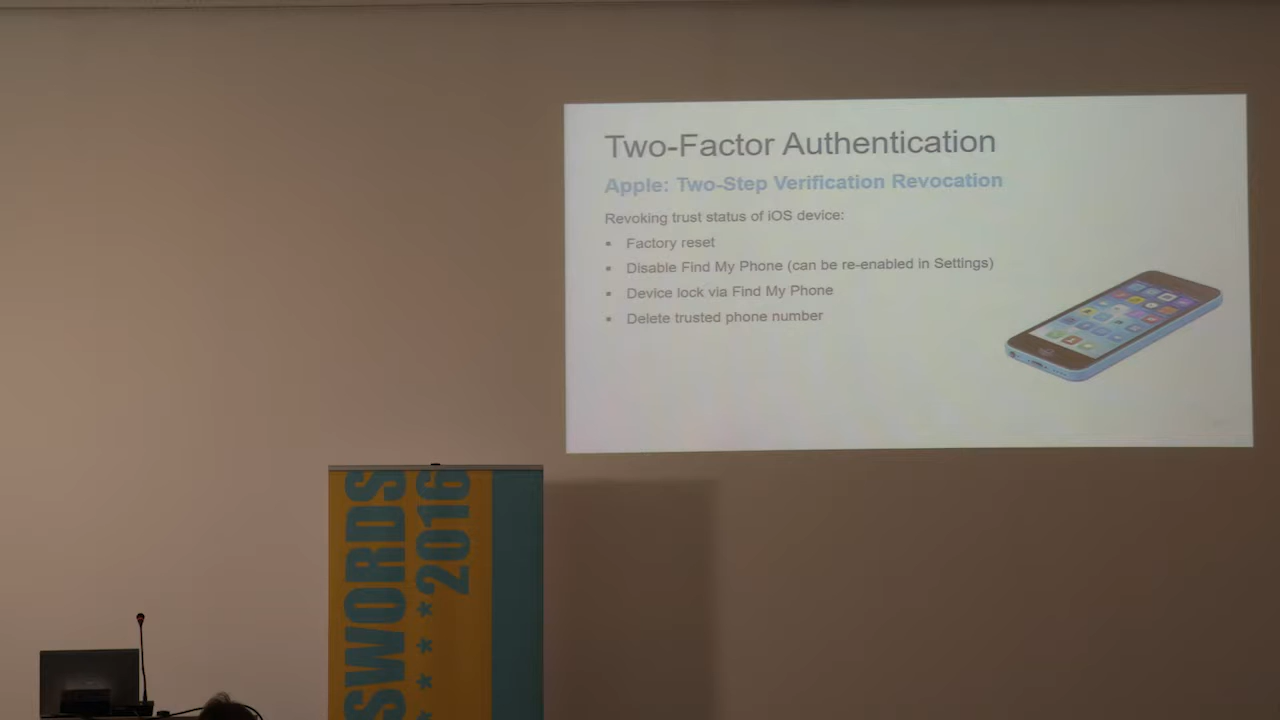 Two-Factor Authentication
Apple: Two-Step Verification Revocation
Revoking trust status of iOS device:
▪ Factory reset
▪ Disable Find My Phone (can be re-enabled in Settings)
▪ Device lock via Find My Phone
▪ Delete trusted phone number
SWORDS
2016
****